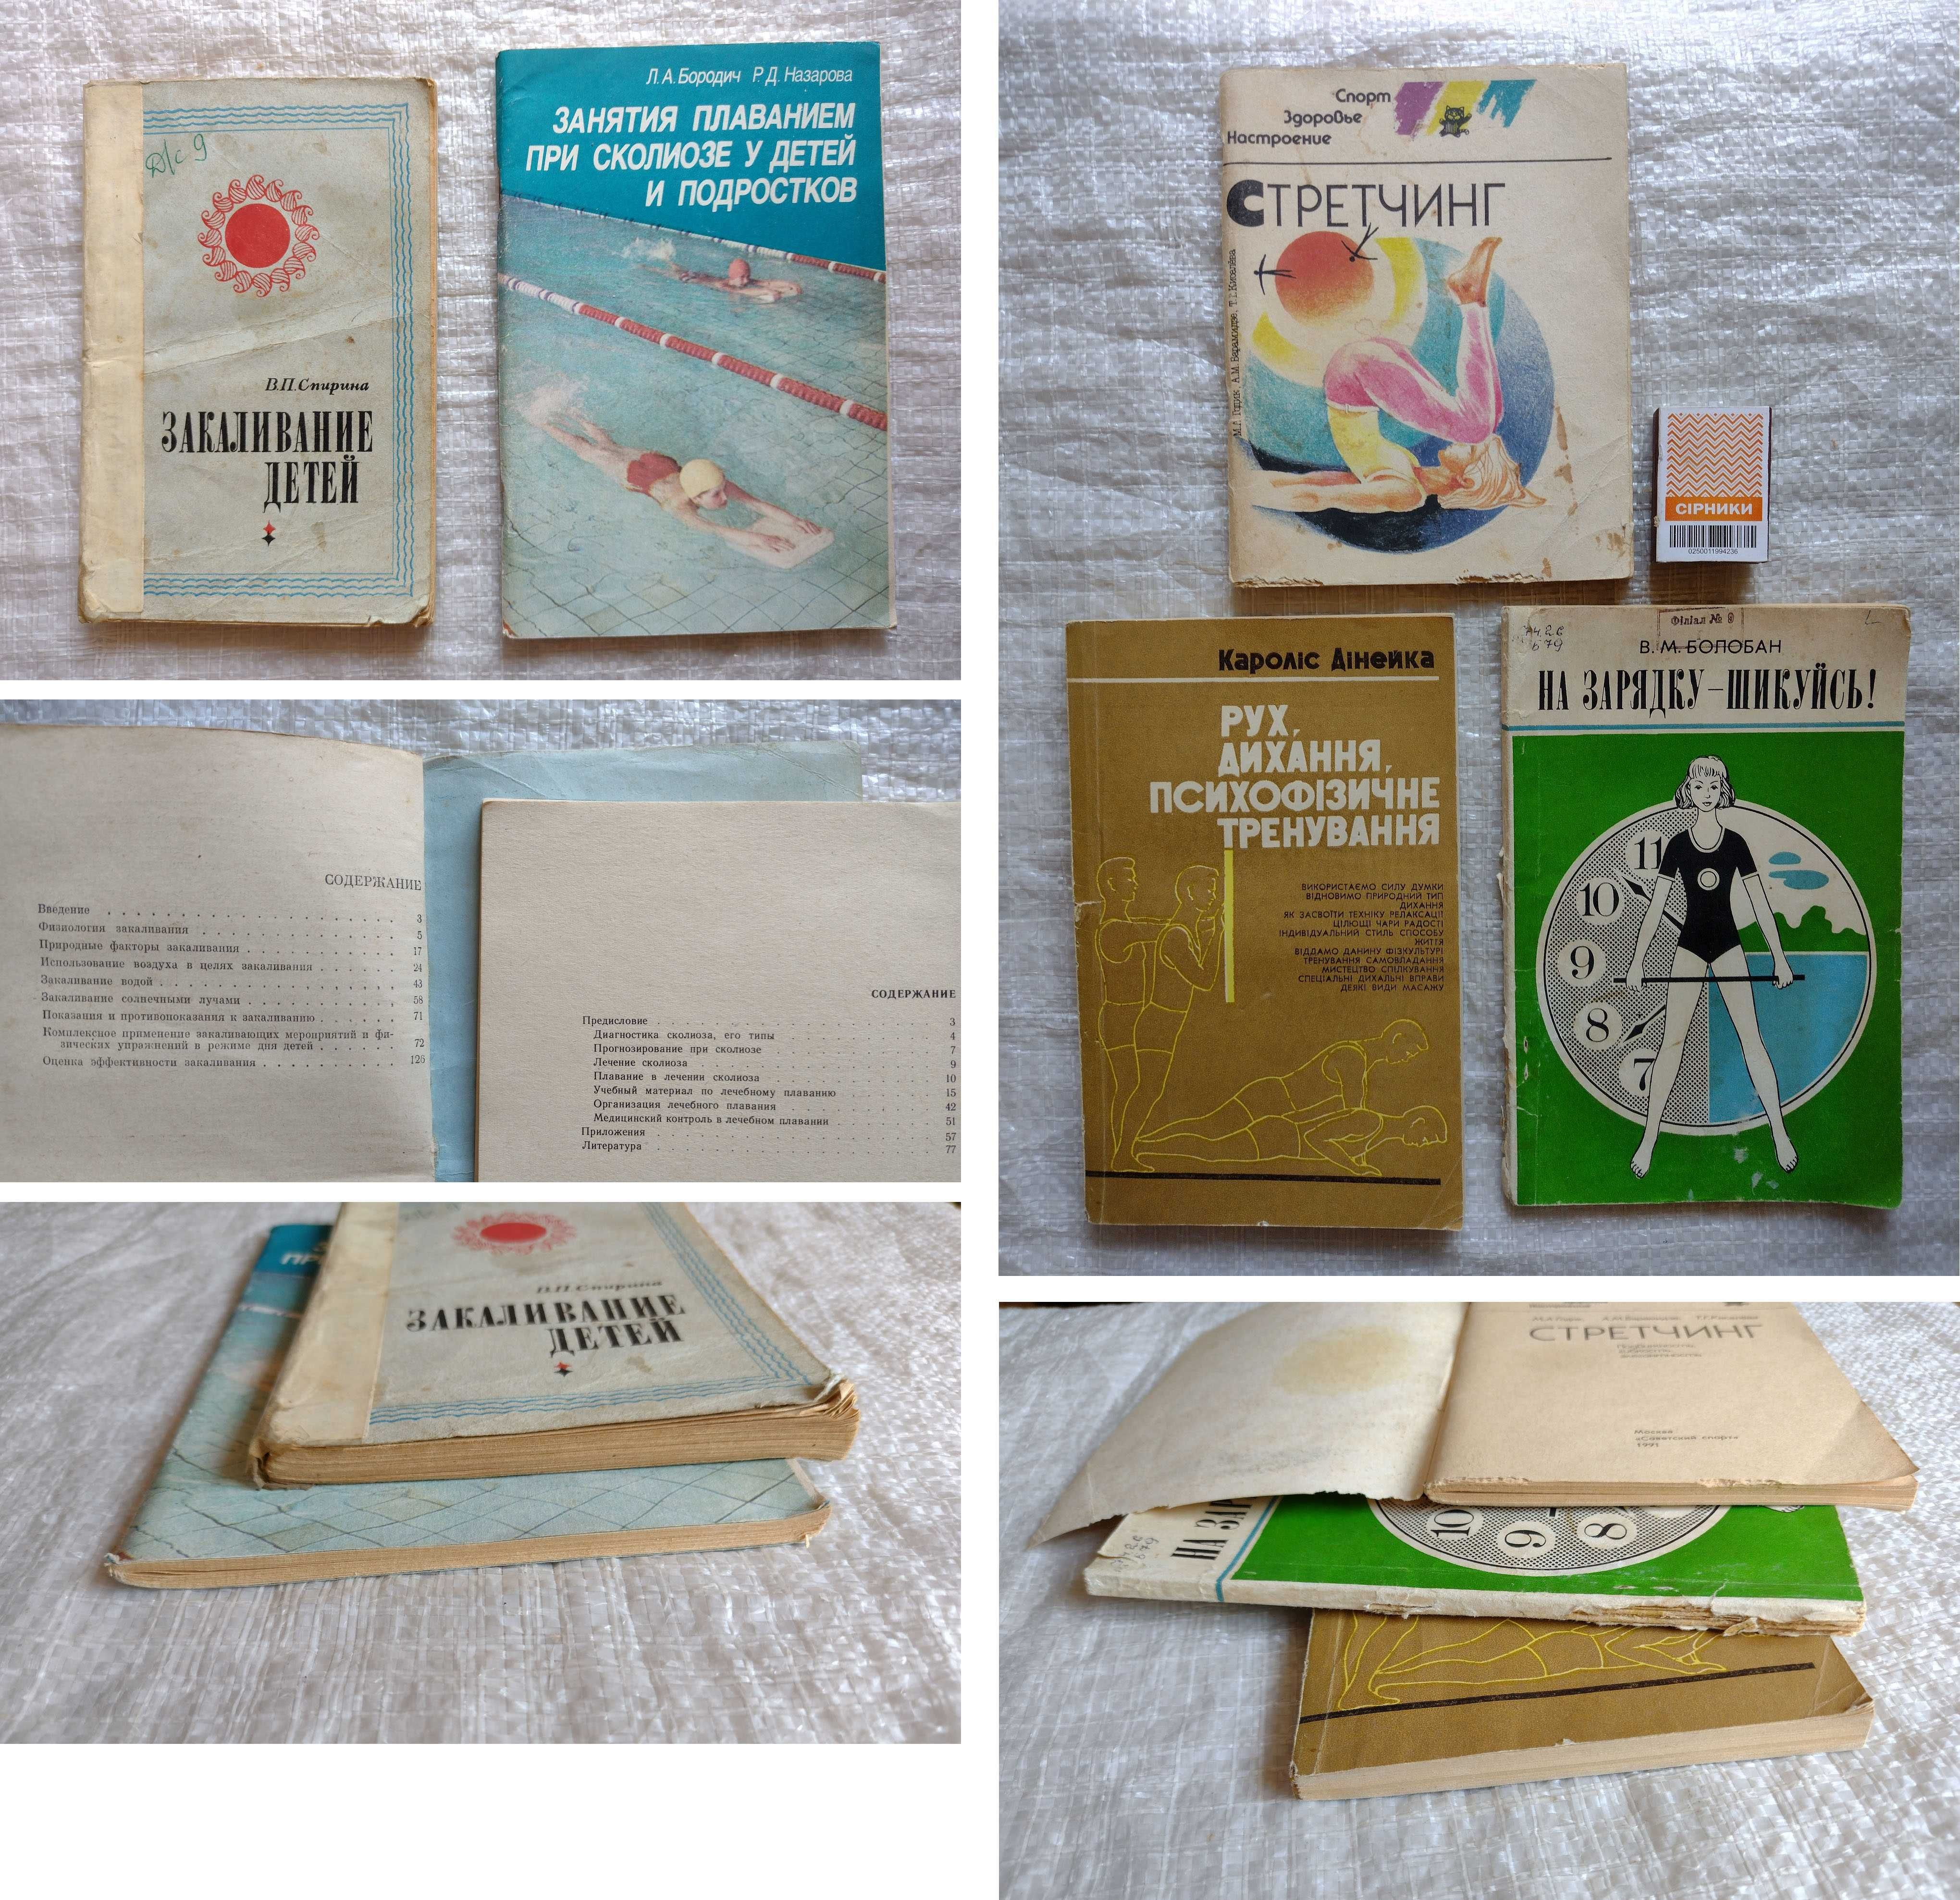 Д/с 9
В.П.Спирина
ЗАКАЛИВАНИЕ
ДЕТЕЙ
Л.А.Бородич Р.Д.Назарова
ЗАНЯТИЯ ПЛАВАНИЕМ
ПРИ СКОЛИОЗЕ У ДЕТЕЙ
И ПОДРОСТКОВ
СОДЕРЖАНИЕ
Введение 3
Физиология закаливания 5
Природные факторы закаливания 17
Использование воздуха в целях закаливания 24
Закаливание водой 43
Закаливание солнечными лучами 58
Показания и противопоказания к закаливанию 71
Комплексное применение закаливающих мероприятий и фи-
зических упражнений в режиме дня детей 72
Оценка эффективности закаливания 126
СОДЕРЖАНИЕ
Предисловие 3
Диагностика сколиоза, его типы 4
Прогнозирование при сколиозе 7
Лечение сколиоза 9
Плавание в лечении сколиоза 10
Учебный материал по лечебному плаванию 15
Организация лечебного плавания 42
Медицинский контроль в лечебном плавании 51
Приложения 57
Литература 77
В.П.Спирина
ЗАКАЛИВАНИЕ
ДЕТЕЙ
Спорт
Здоровье
Настроение
СТРЕТЧИНГ
СІРНИКИ
0250011994236
Кароліс Дінейка
РУХ,
ДИХАННЯ,
ПСИХОФІЗИЧНЕ
ТРЕНУВАННЯ
ВИКОРИСТАЄМО СИЛУ ДУМКИ
ВІДНОВИМО ПРИРОДНИЙ ТИП
ДИХАННЯ
ЯК ЗАСВОЇТИ ТЕХНІКУ РЕЛАКСАЦІЇ
ЦІЛЮЩІ ЧАРИ РАДОСТІ
ІНДИВІДУАЛЬНИЙ СТИЛЬ СПОСОБУ
ЖИТТЯ
ВІДДАМО ДАНИНУ ФІЗКУЛЬТУРІ
ТРЕНУВАННЯ САМОВЛАДАННЯ
МИСТЕЦТВО СПІЛКУВАННЯ
СПЕЦІАЛЬНІ ДИХАЛЬНІ ВПРАВИ
ДЕЯКІ ВИДИ МАСАЖУ
Філіал № 9
В. М. БОЛОБАН
НА ЗАРЯДКУ–ШИКУЙСЬ!
11
10
9
8
7
СТРЕТЧИНГ
Москва
«Советский спорт»
1991
НА ЗАР
10
9
8